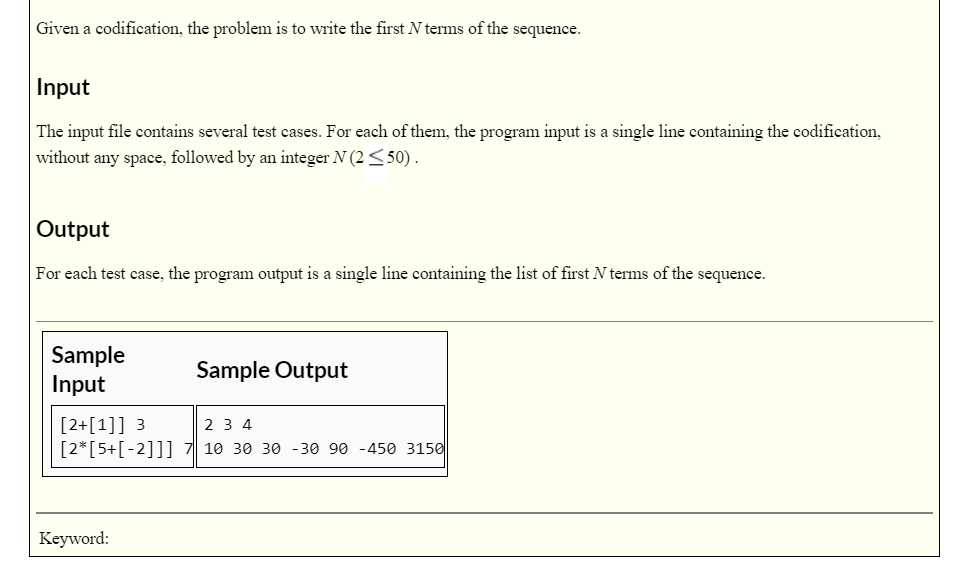 Given a codification, the problem is to write the first N terms of the sequence.
Input
The input file contains several test cases. For each of them, the program input is a single line containing the codification,
without any space, followed by an integer N (2 ≤ 50) .
Output
For each test case, the program output is a single line containing the list of first N terms of the sequence.
Sample
Input
Sample Output
[2+[1]] 3
[2*[5+[-2]]] 7
2 3 4
10 30 30 -30 90 -450 3150
Keyword: